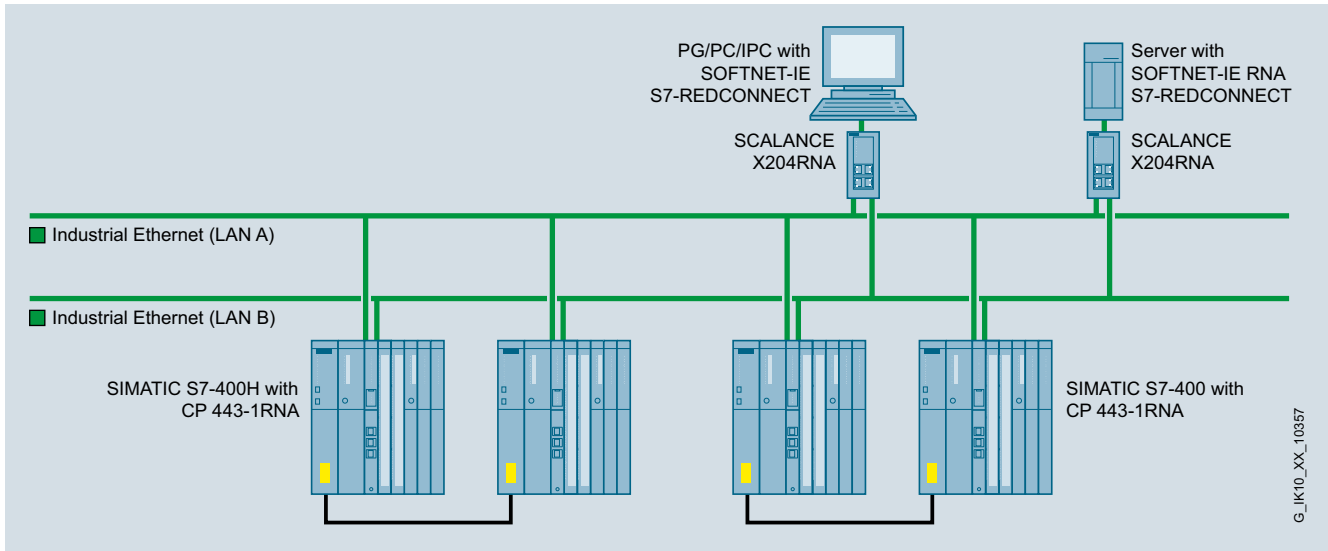 PG/PC/IPC with
SOFTNET-IE
S7-REDCONNECT
Server with
SOFTNET-IE RNA
S7-REDCONNECT
SCALANCE
X204RNA
SCALANCE
X204RNA
Industrial Ethernet (LAN A)
Industrial Ethernet (LAN B)
SIMATIC S7-400H with
CP 443-1RNA
SIMATIC S7-400 with
CP 443-1RNA
G_IK10_XX_10357